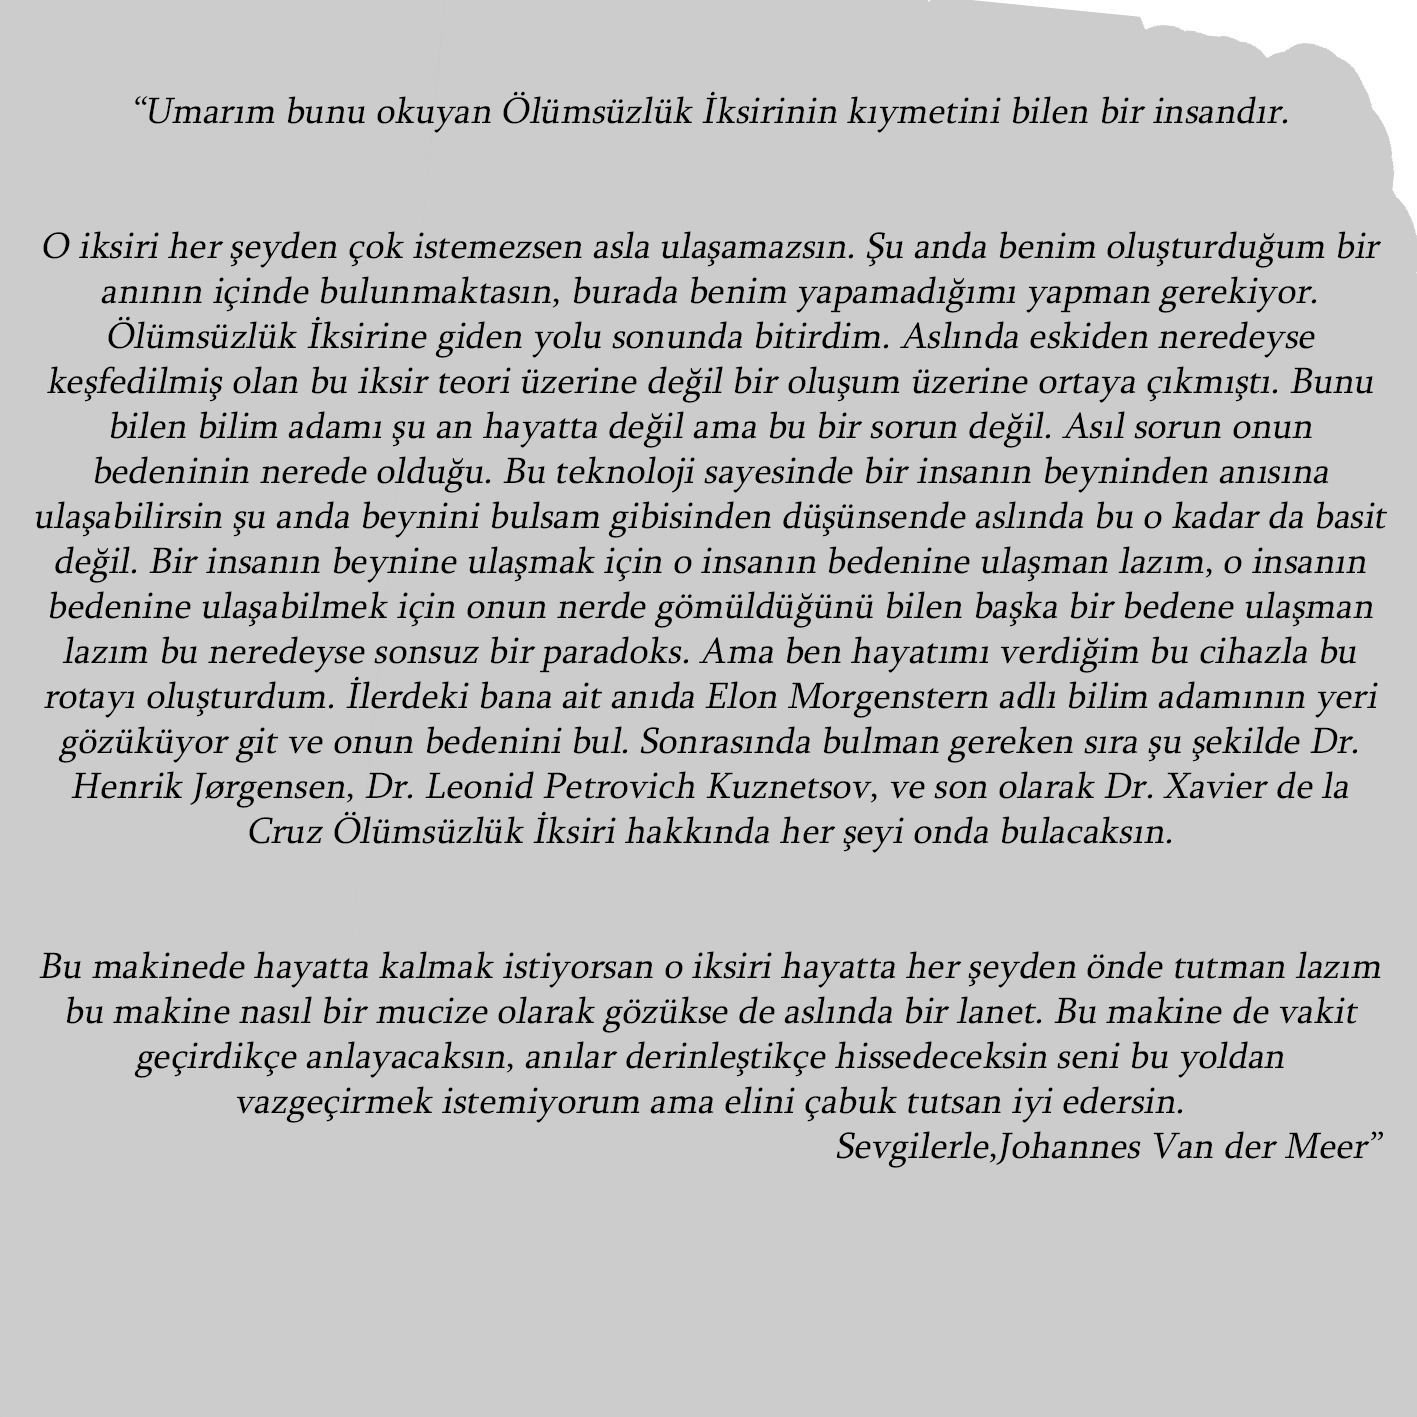 “Umarım bunu okuyan Ölümsüzlük İksirinin kıymetini bilen bir insandır.
O iksiri her şeyden çok istemezsen asla ulaşamazsın. Şu anda benim oluşturduğum bir
anının içinde bulunmaktasın, burada benim yapamadığımı yapman gerekiyor.
Ölümsüzlük İksirine giden yolu sonunda bitirdim. Aslında eskiden neredeyse
keşfedilmiş olan bu iksir teori üzerine değil bir oluşum üzerine ortaya çıkmıştı. Bunu
bilen bilim adamı şu an hayatta değil ama bu bir sorun değil. Asıl sorun onun
bedeninin nerede olduğu. Bu teknoloji sayesinde bir insanın beyninden anısına
ulaşabilirsin şu anda beynini bulsam gibisinden düşünsende aslında bu o kadar da basit
değil. Bir insanın beynine ulaşmak için o insanın bedenine ulaşman lazım, o insanın
bedenine ulaşabilmek için onun nerde gömüldüğünü bilen başka bir bedene ulaşman
lazım bu neredeyse sonsuz bir paradoks. Ama ben hayatımı verdiğim bu cihazla bu
rotayı oluşturdum. İlerdeki bana ait anıda Elon Morgenstern adlı bilim adamının yeri
gözüküyor git ve onun bedenini bul. Sonrasında bulman gereken sıra şu şekilde Dr.
Henrik Jørgensen, Dr. Leonid Petrovich Kuznetsov, ve son olarak Dr. Xavier de la
Cruz Ölümsüzlük İksiri hakkında her şeyi onda bulacaksın.
Bu makinede hayatta kalmak istiyorsan o iksiri hayatta her şeyden önde tutman lazım
bu makine nasıl bir mucize olarak gözükse de aslında bir lanet. Bu makine de vakit
geçirdikçe anlayacaksın, anılar derinleştikçe hissedeceksin seni bu yoldan
vazgeçirmek istemiyorum ama elini çabuk tutsan iyi edersin.
Sevgilerle,Johannes Van der Meer”